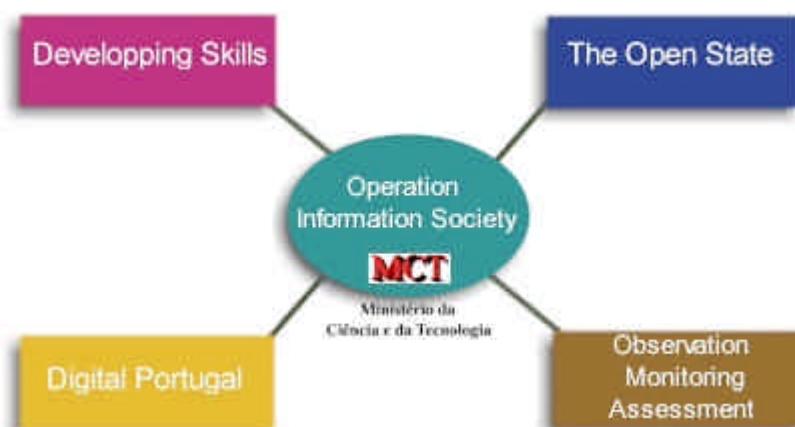 Developping Skills
The Open State
Operation
Information Society
MCT
Ministério da
Ciência e da Tecnologia
Digital Portugal
Observation
Monitoring
Assessment